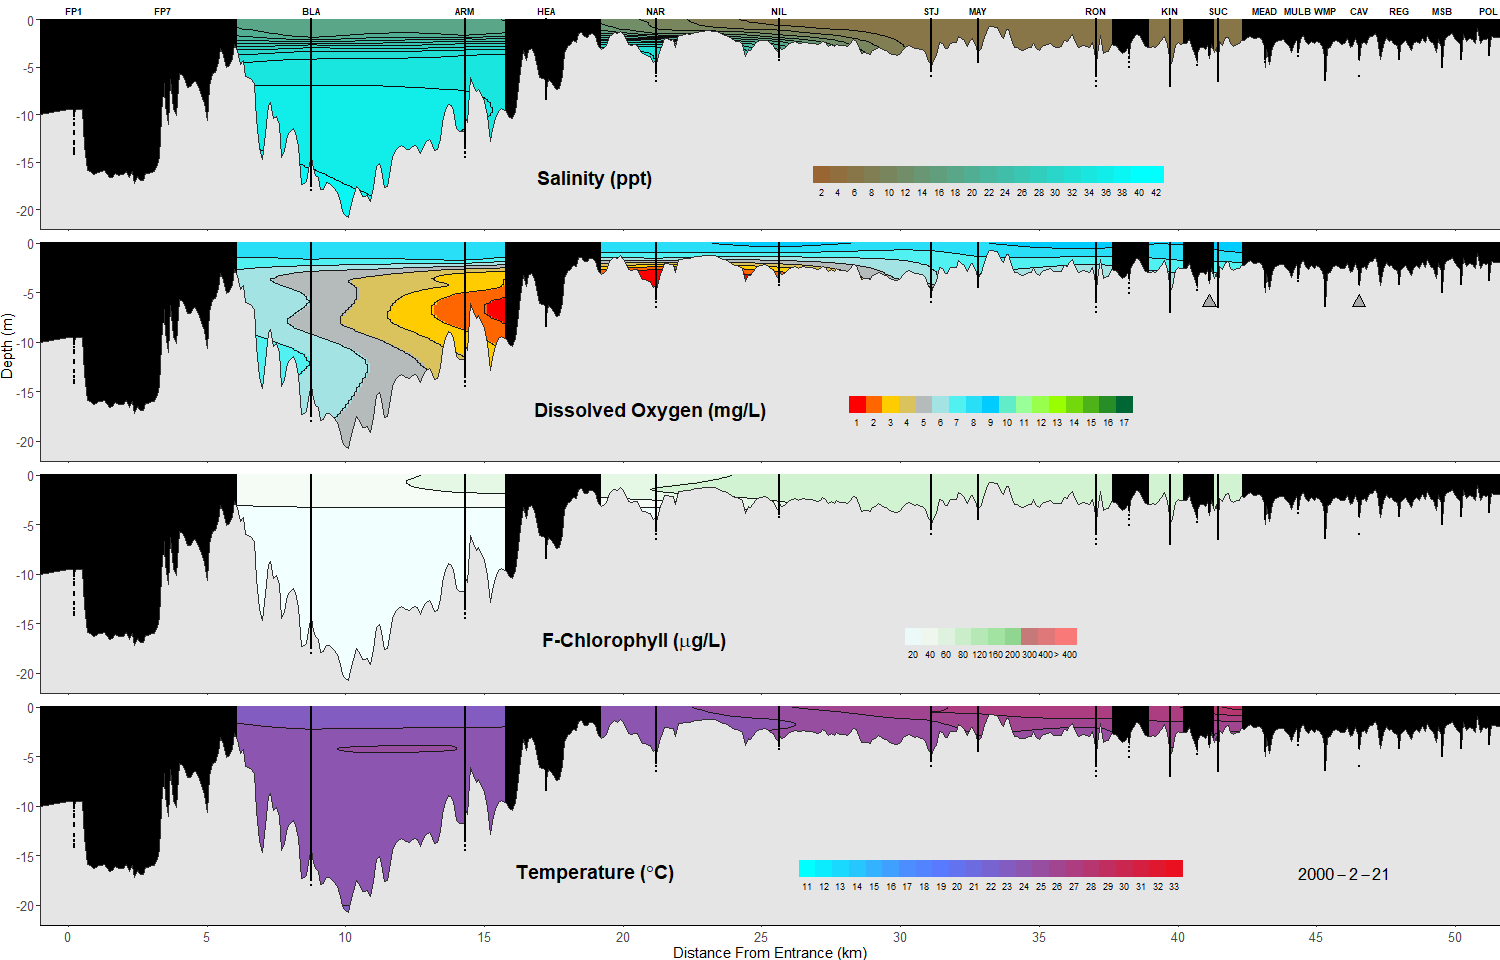 FP1 FP7 BLA ARM HEA NAR NIL STJ MAY RON KIN SUC MEAD MULB WMP CAV REG MSB POL
0
-5
-10
-15
-20
Salinity (ppt)
2 4 6 8 10 12 14 16 18 20 22 24 26 28 30 32 34 36 38 40 42
0
-5
-10
-15
-20
Depth (m)
Dissolved Oxygen (mg/L)
1 2 3 4 5 6 7 8 9 10 11 12 13 14 15 16 17
0
-5
-10
-15
-20
F-Chlorophyll (μg/L)
20 40 60 80 120 160 200 300 400 > 400
0
-5
-10
-15
-20
Temperature (°C)
11 12 13 14 15 16 17 18 19 20 21 22 23 24 25 26 27 28 29 30 31 32 33
2000-2-21
0 5 10 15 20 25 30 35 40 45 50
Distance From Entrance (km)